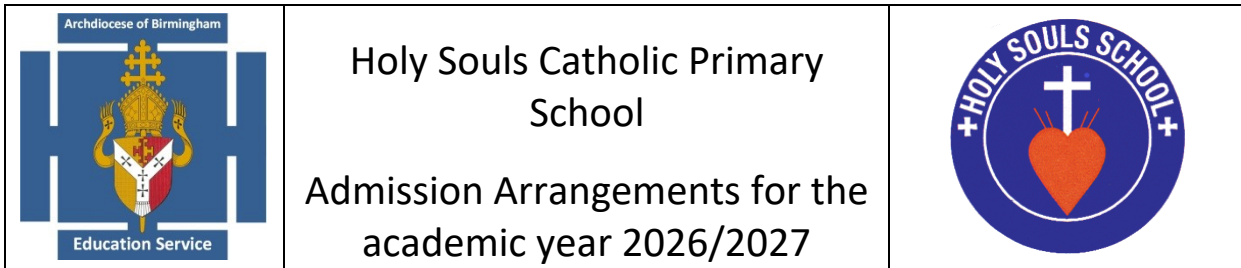 Archdiocese of Birmingham
Education Service
Holy Souls Catholic Primary
School
Admission Arrangements for the
academic year 2026/2027
HOLY SOULS SCHOOL